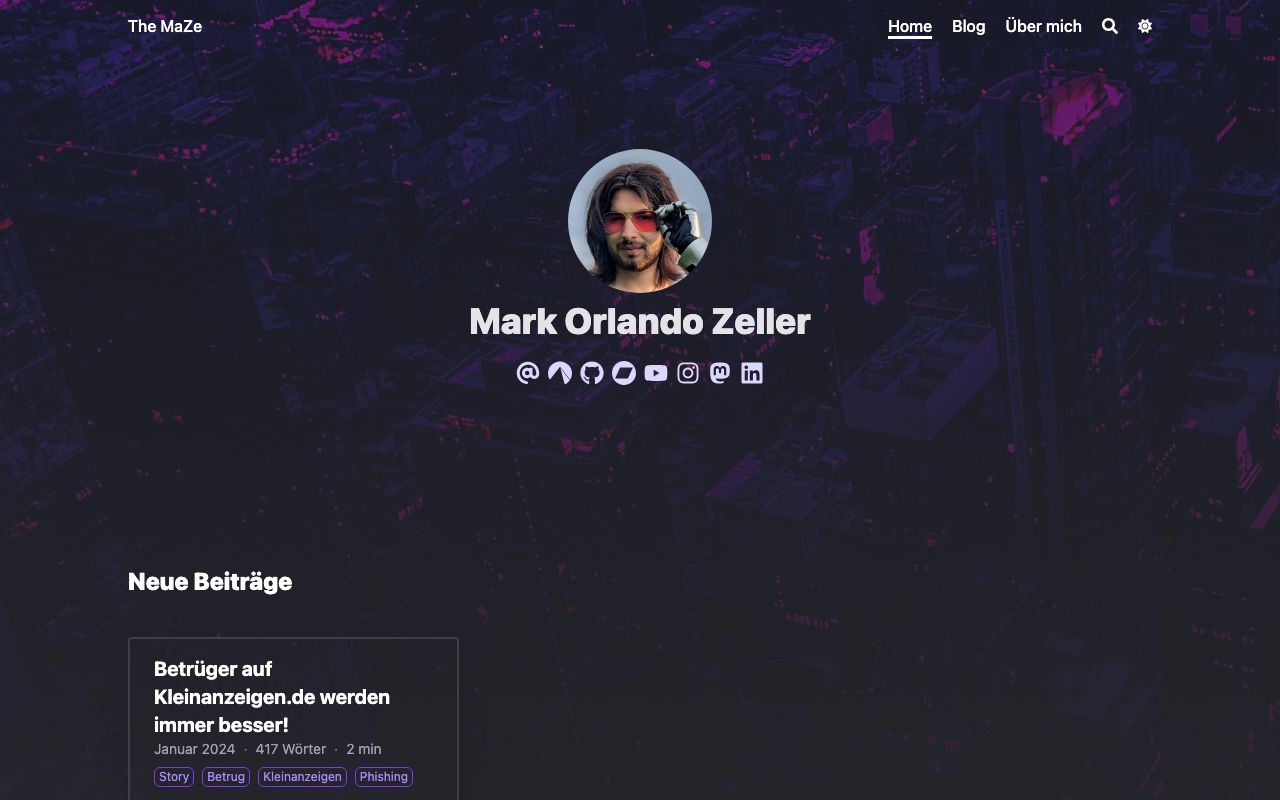 The MaZe
Home Blog Über mich
Mark Orlando Zeller
Neue Beiträge
Betrüger auf
Kleinanzeigen.de werden
immer besser!
Januar 2024 · 417 Wörter · 2 min
Story Betrug Kleinanzeigen Phishing